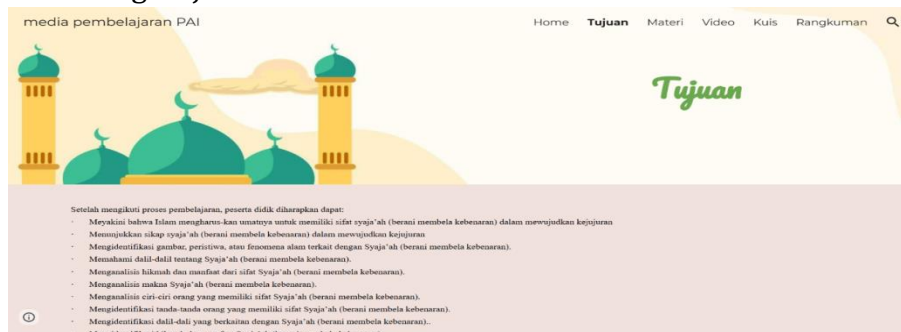 media pembelajaran PAI
Home Tujuan Materi Video Kuis Rangkuman
Tujuan
Setelah mengikuti proses pembelajaran, peserta didik diharapkan dapat:
· Meyakini bahwa Islam mengharus-kan umatnya untuk memiliki sifat syaja'ah (berani membela kebenaran) dalam mewujudkan kejujuran
· Menunjukkan sikap syaja'ah (berani membela kebenaran) dalam mewujudkan kejujuran
· Mengidentifikasi gambar, peristiwa, atau fenomena alam terkait dengan Syaja'ah (berani membela kebenaran).
· Memahami dalil-dalil tentang Syaja'ah (berani membela kebenaran).
· Menganalisis hikmah dan manfaat dari sifat Syaja'ah (berani membela kebenaran).
· Menganalisis makna Syaja'ah (berani membela kebenaran).
· Menganalisis ciri-ciri orang yang memiliki sifat Syaja'ah (berani membela kebenaran).
· Mengidentifikasi tanda-tanda orang yang memiliki sifat Syaja'ah (berani membela kebenaran).
· Mengidentifikasi dalil-dali yang berkaitan dengan Syaja'ah (berani membela kebenaran)..